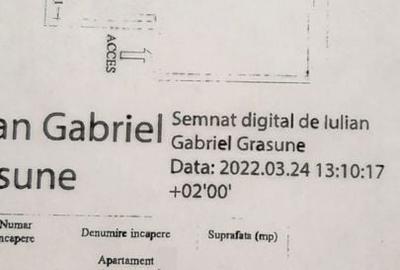 ACCES
an Gabriel
sune
Semnat digital de Iulian
Gabriel Grasune
Data: 2022.03.24 13:10:17
+02'00'
Numar
ncapere
Denumire incapere
Suprafata (mp)
Apartament